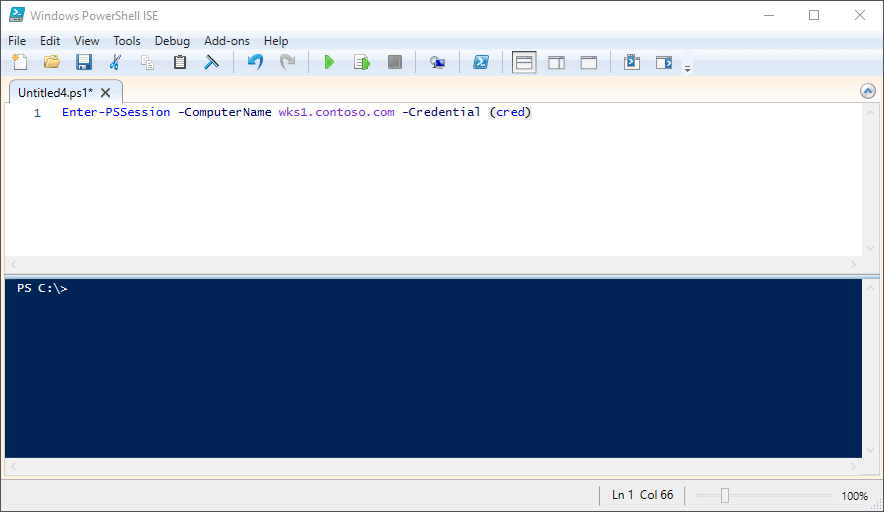 Windows PowerShell ISE
File Edit View Tools Debug Add-ons Help
Untitled4.ps1*
1 Enter-PSSession -ComputerName wks1.contoso.com -Credential (cred)
PS C:\>
Ln 1 Col 66 100%